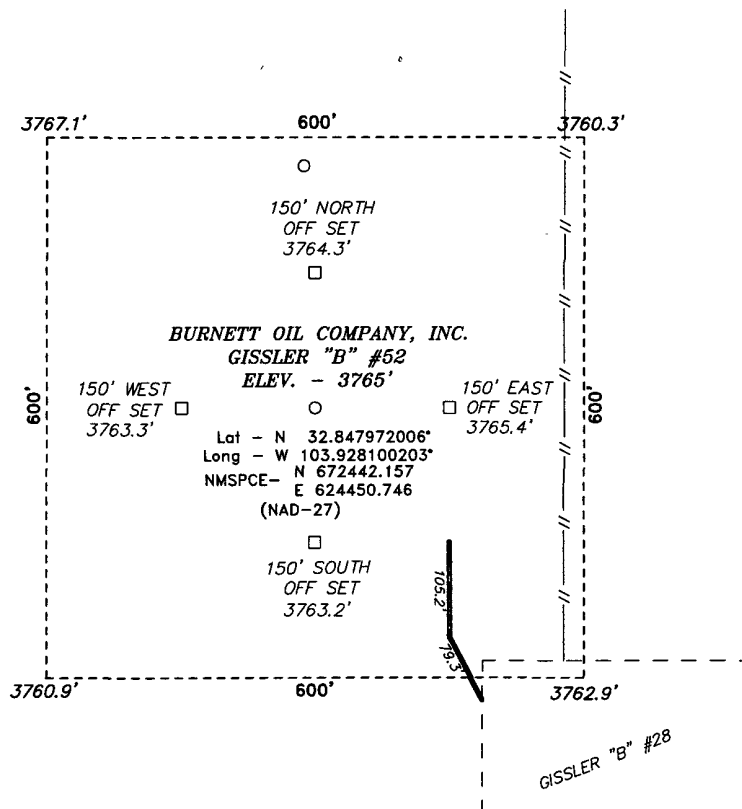 3767.1'
600'
3760.3'
150' NORTH
OFF SET
3764.3'
BURNETT OIL COMPANY, INC.
GISSLER "B" #52
ELEV. - 3765'
150' WEST
OFF SET
3763.3'
150' EAST
OFF SET
3765.4'
600'
600'
Lat - N 32.847972006°
Long - W 103.928100203°
NMSPCE- N 672442.157
E 624450.746
(NAD-27)
150' SOUTH
OFF SET
3763.2'
105.2'
79.3'
3760.9'
600'
3762.9'
GISSLER "B" #28